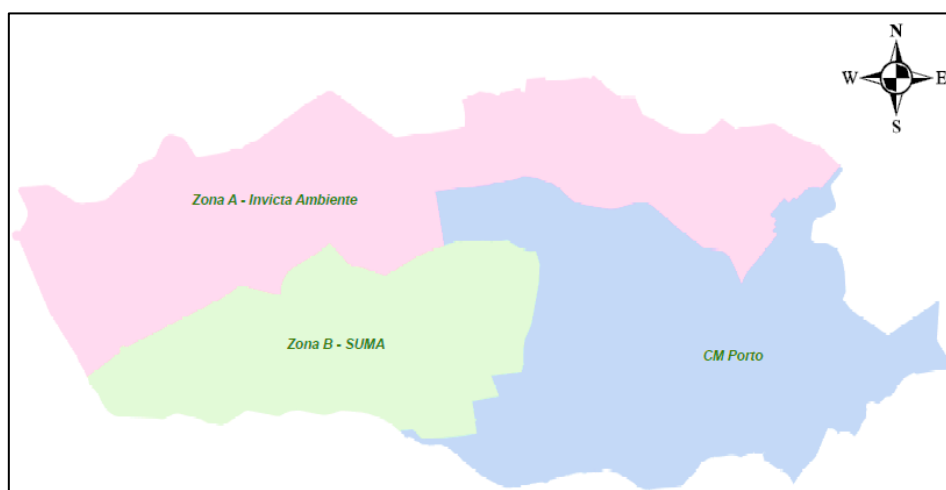 N
W E
S
Zona A - Invicta Ambiente
Zona B - SUMA
CM Porto